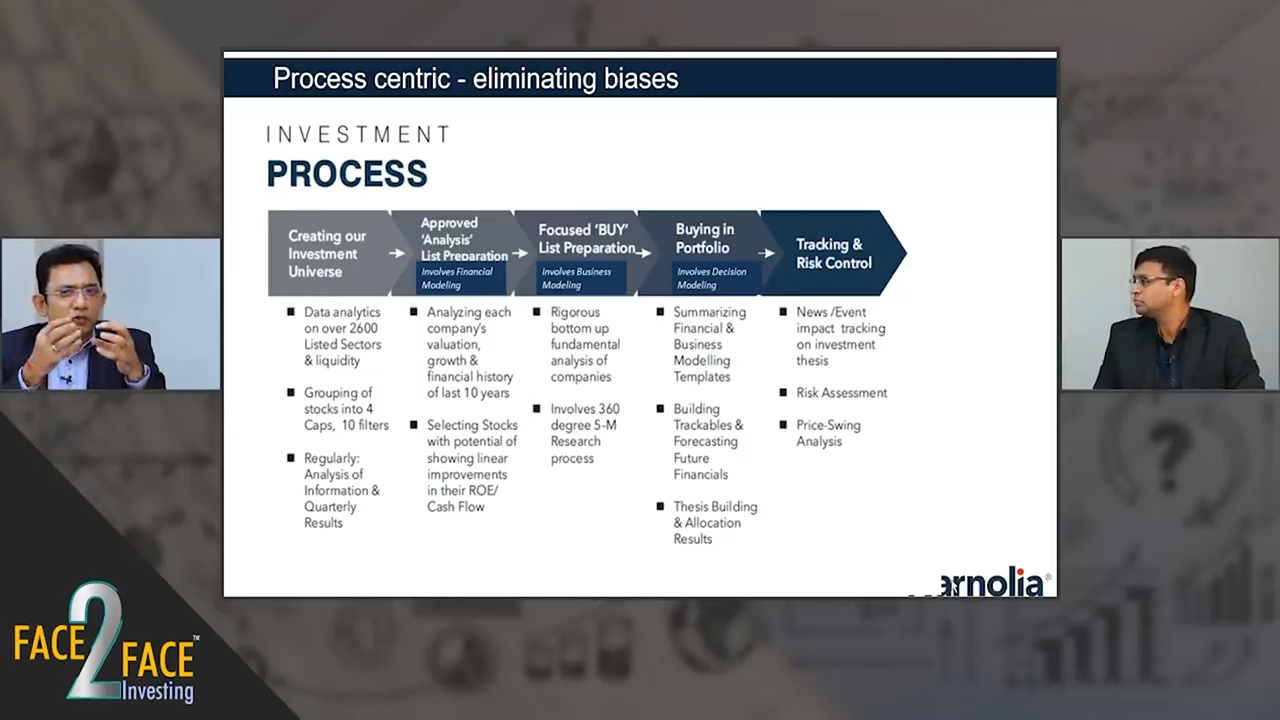 Process centric - eliminating biases
INVESTMENT
PROCESS
Creating our
Investment
Universe
Approved
‘Analysis’
List Preparation
Involves Financial
Modeling
Focused ‘BUY’
List Preparation
Involves Business
Modeling
Buying in
Portfolio
Involves Decision
Modeling
Tracking &
Risk Control
Data analytics
on over 2600
Listed Sectors
& liquidity
Grouping of
stocks into 4
Caps, 10 filters
Regularly:
Analysis of
Information &
Quarterly
Results
Analyzing each
company's
valuation,
growth &
financial history
of last 10 years
Selecting Stocks
with potential of
showing linear
improvements
in their ROE/
Cash Flow
Rigorous
bottom up
fundamental
analysis of
companies
Involves 360
degree 5-M
Research
process
Summarizing
Financial &
Business
Modelling
Templates
Building
Trackables &
Forecasting
Future
Financials
Thesis Building
& Allocation
Results
News /Event
impact tracking
on investment
thesis
Risk Assessment
Price-Swing
Analysis
arnolia®
FACE 2 FACE™
Investing